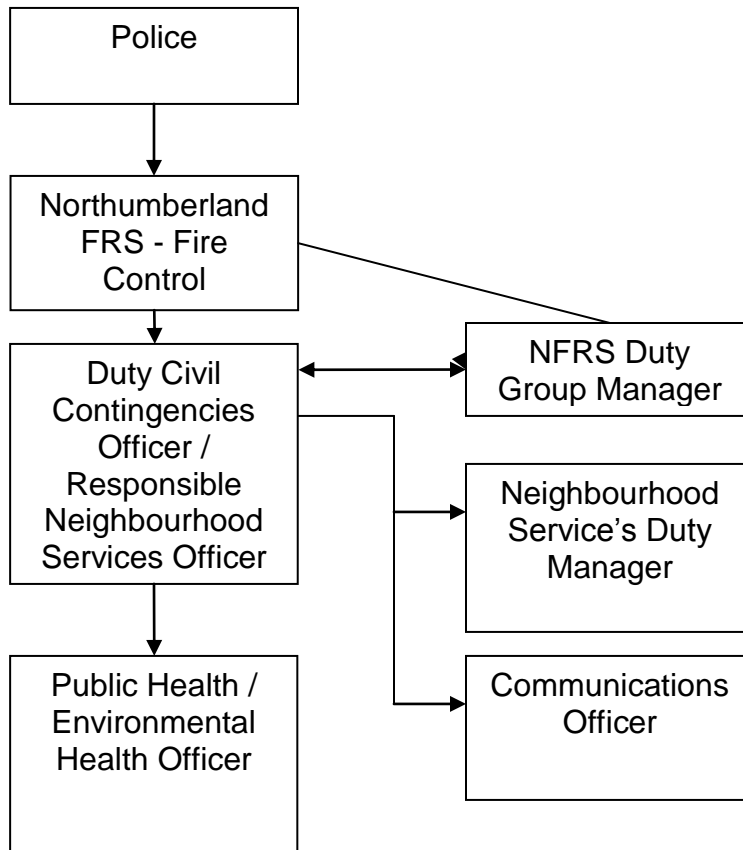 Police
Northumberland
FRS - Fire
Control
Duty Civil
Contingencies
Officer /
Responsible
Neighbourhood
Services Officer
NFRS Duty
Group Manager
Neighbourhood
Service’s Duty
Manager
Public Health /
Environmental
Health Officer
Communications
Officer